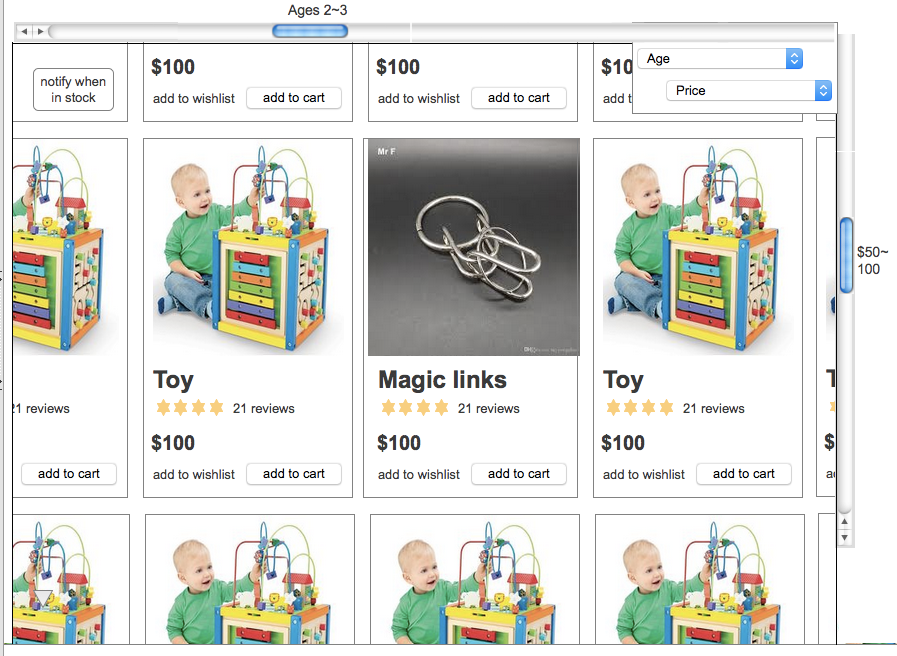 Ages 2~3
$100
$100
$10
Age
notify when
in stock
add to wishlist
add to cart
add to wishlist
add to cart
add t
Price
Mr F
$50~
100
Toy
Magic links
Toy
21 reviews
21 reviews
21 reviews
21 reviews
$100
$100
$100
$
add to cart
add to wishlist
add to cart
add to wishlist
add to cart
add to wishlist
add to cart